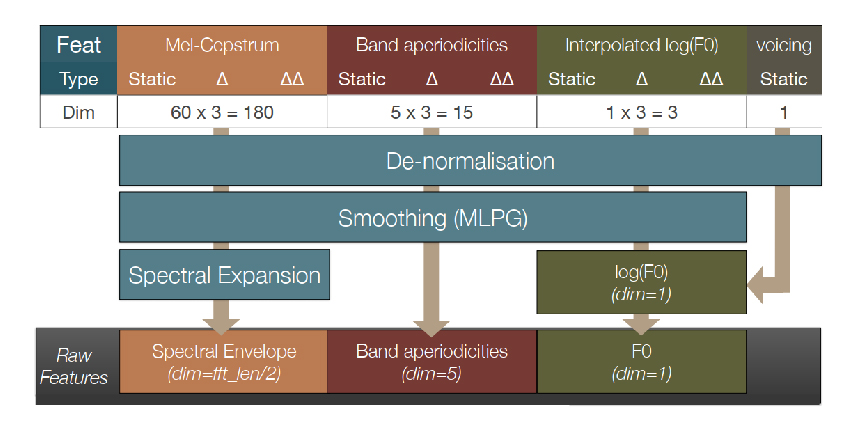 Feat Mel-Cepstrum Band aperiodicities Interpolated log(F0) voicing
Type Static Δ ΔΔ Static Δ ΔΔ Static Δ ΔΔ Static
Dim 60 x 3 = 180 5 x 3 = 15 1 x 3 = 3 1
De-normalisation
Smoothing (MLPG)
Spectral Expansion
log(F0)
(dim=1)
Raw
Features
Spectral Envelope
(dim=fft_len/2)
Band aperiodicities
(dim=5)
F0
(dim=1)